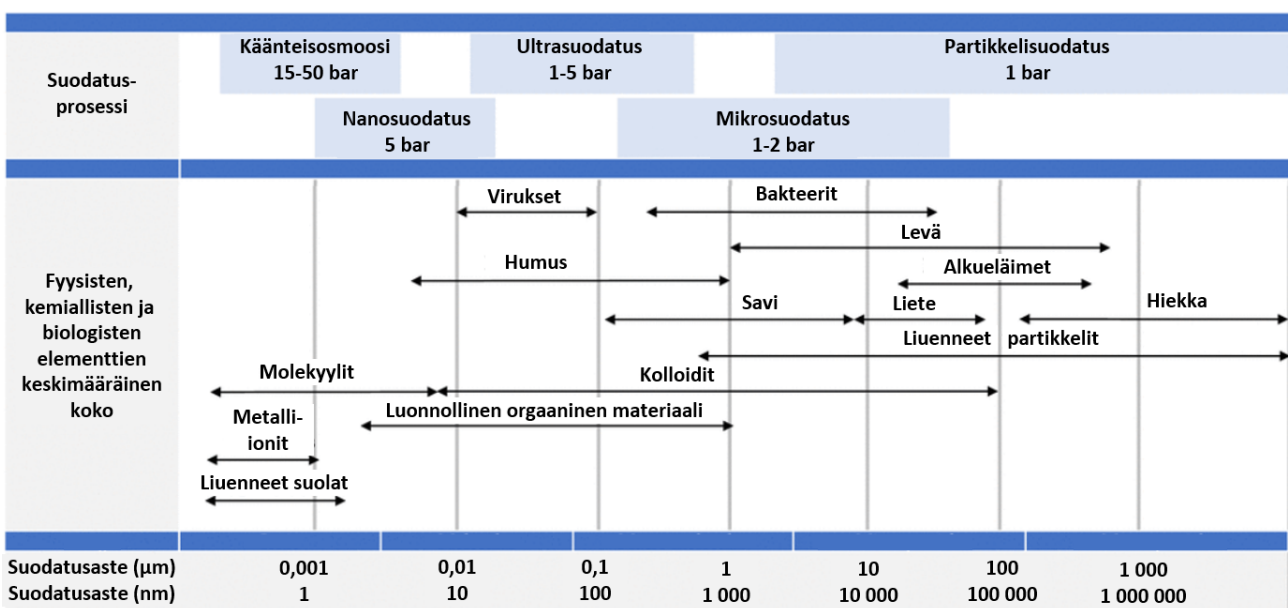 Suodatus-
prosessi
Käänteisosmoosi
15-50 bar
Ultrasuodatus
1-5 bar
Partikkelisuodatus
1 bar
Nanosuodatus
5 bar
Mikrosuodatus
1-2 bar
Fyysisten,
kemiallisten ja
biologisten
elementtien
keskimääräinen
koko
Virukset
Bakteerit
Levä
Humus
Alkueläimet
Savi
Liete
Hiekka
Liuenneet partikkelit
Molekyylit
Kolloidit
Luonnollinen orgaaninen materiaali
Metalli-
ionit
Liuenneet suolat
Suodatusaste (µm) 0,001 0,01 0,1 1 10 100 1 000
Suodatusaste (nm) 1 10 100 1 000 10 000 100 000 1 000 000